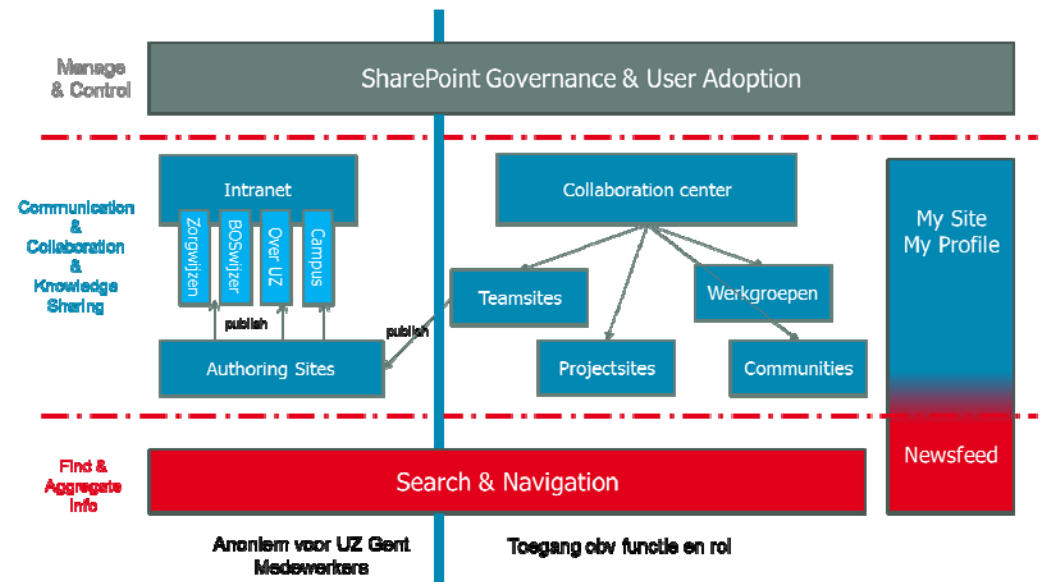 Manage
& Control
SharePoint Governance & User Adoption
Communication
&
Collaboration
&
Knowledge
Sharing
Intranet
Zorgwijzen
BOSwijzer
Over UZ
Campus
publish
Authoring Sites
Collaboration center
Teamsites
Werkgroepen
publish
Projectsites
Communities
My Site
My Profile
Newsfeed
Find &
Aggregate
Info
Search & Navigation
Anoniem voor UZ Gent
Medewerkers
Toegang obv functie en rol